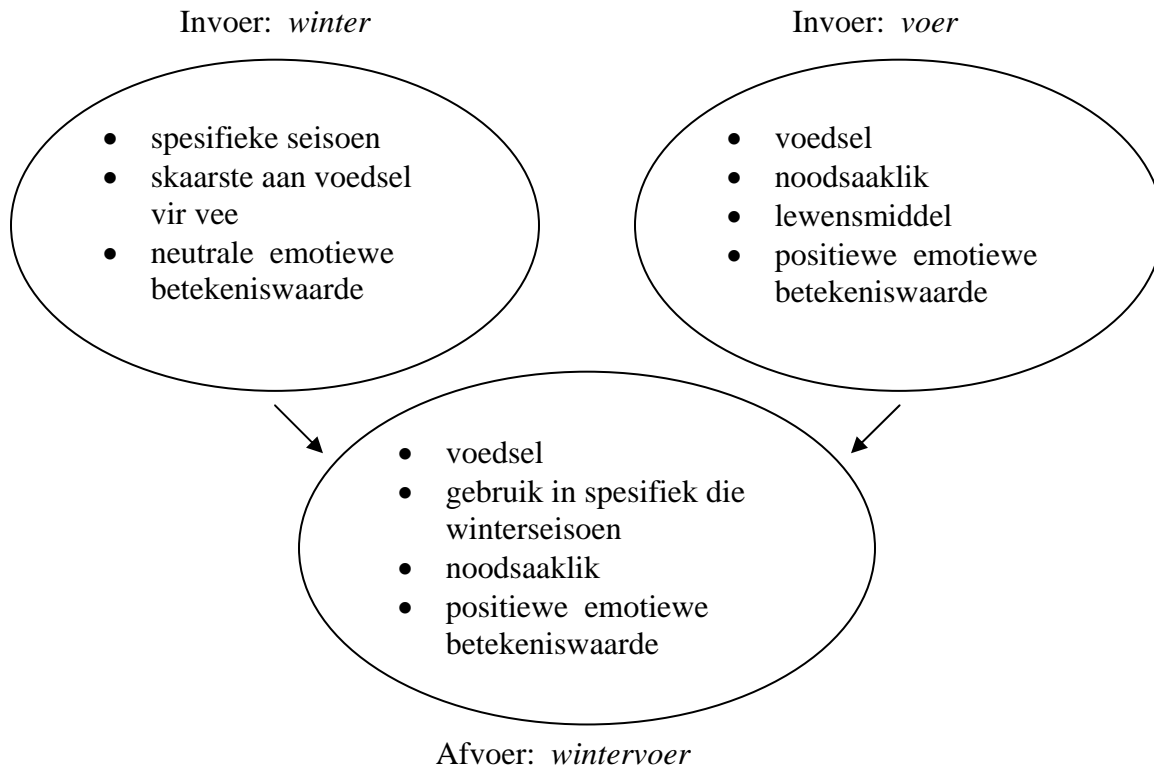 Invoer: winter
Invoer: voer
• spesifieke seisoen
• skaarste aan voedsel
vir vee
• neutrale emotiewe
betekeniswaarde
• voedsel
• noodsaaklik
• lewensmiddel
• positiewe emotiewe
betekeniswaarde
• voedsel
• gebruik in spesifiek die
winterseisoen
• noodsaaklik
• positiewe emotiewe
betekeniswaarde
Afvoer: wintervoer